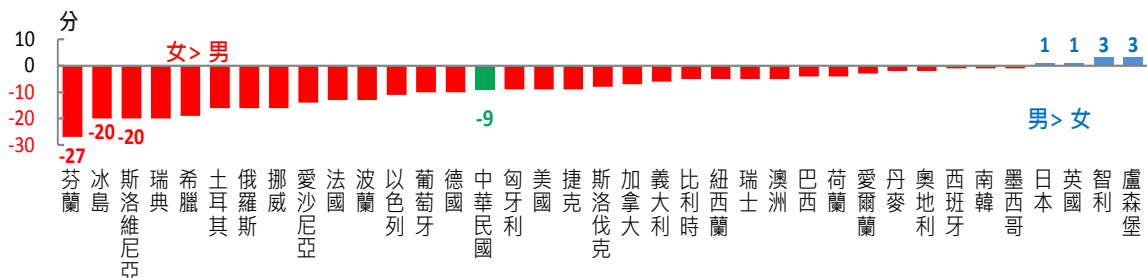 分
10
0
-10
-20
-30
女> 男
男> 女
-27
-20
-20
-9
1
1
3
3
芬蘭
冰島
斯洛維尼亞
瑞典
希臘
土耳其
俄羅斯
挪威
愛沙尼亞
法國
波蘭
以色列
葡萄牙
德國
中華民國
匈牙利
美國
捷克
斯洛伐克
加拿大
義大利
比利時
紐西蘭
瑞士
澳洲
巴西
荷蘭
愛爾蘭
丹麥
奧地利
西班牙
南韓
墨西哥
日本
英國
智利
盧森堡